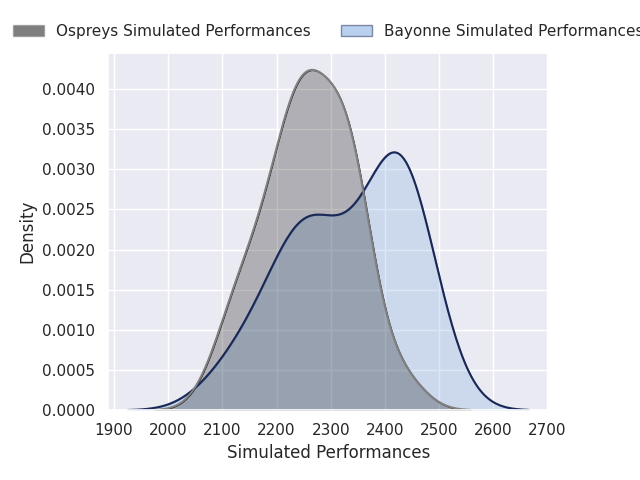 Ospreys Simulated Performances
Bayonne Simulated Performances
0.0040
0.0035
0.0030
0.0025
0.0020
0.0015
0.0010
0.0005
0.0000
Density
1900 2000 2100 2200 2300 2400 2500 2600 2700
Simulated Performances